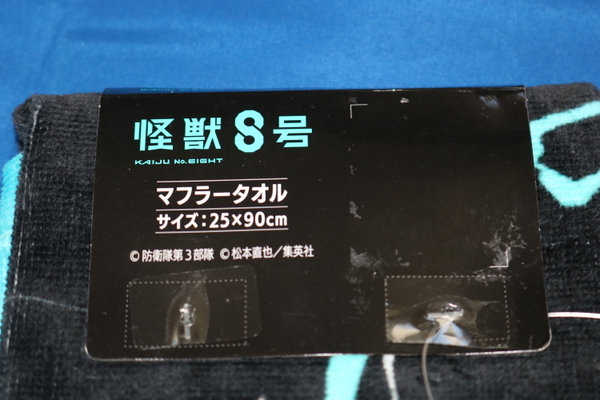 怪獣8号
KAIJU No.EIGHT
マフラータオル
サイズ：25×90cm
©防衛隊第3部隊 ©松本直也／集英社